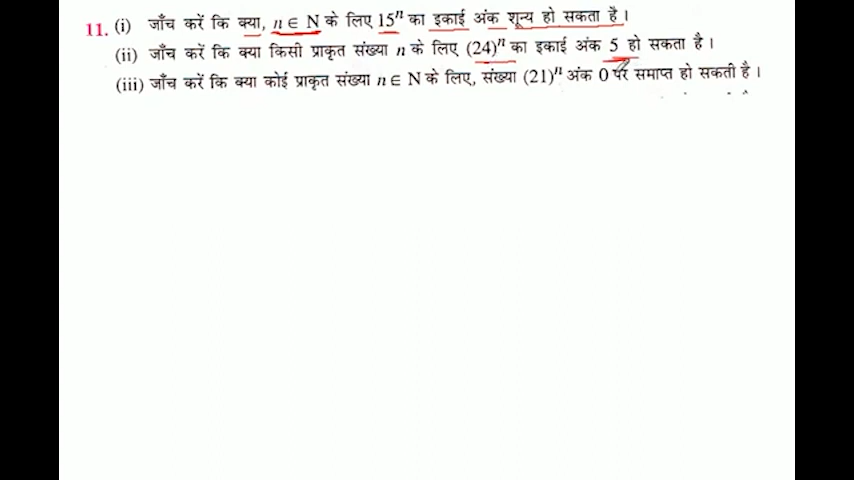 11. (i) जाँच करें कि क्या, n ∈ N के लिए 15ⁿ का इकाई अंक शून्य हो सकता है।
(ii) जाँच करें कि क्या किसी प्राकृत संख्या n के लिए (24)ⁿ का इकाई अंक 5 हो सकता है।
(iii) जाँच करें कि क्या कोई प्राकृत संख्या n ∈ N के लिए, संख्या (21)ⁿ अंक 0 पर समाप्त हो सकती है।